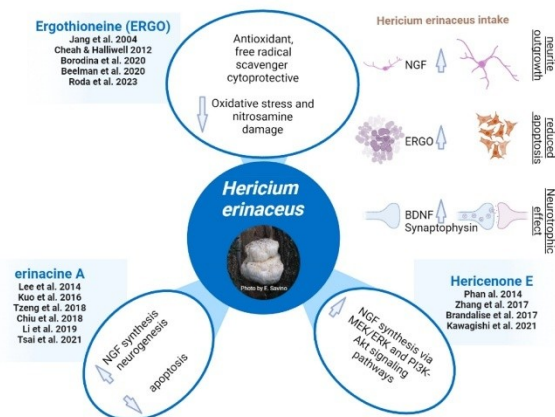 Ergothioneine (ERGO)
Jang et al. 2004
Cheah & Halliwell 2012
Borodina et al. 2020
Beelman et al. 2020
Roda et al. 2023
Antioxidant,
free radical
scavenger
cytoprotective
Oxidative stress and
nitrosamine
damage
Hericium erinaceus intake
NGF
neurite
outgrowth
ERGO
reduced
apoptosis
BDNF
Synaptophysin
Neurotrophic
effect
Hericium
erinaceus
Photo by E. Savino
erinacine A
Lee et al. 2014
Kuo et al. 2016
Tzeng et al. 2018
Chiu et al. 2018
Li et al. 2019
Tsai et al. 2021
NGF synthesis
neurogenesis
apoptosis
NGF synthesis via
MEK/ERK and PI3K-
Akt signaling
pathways
Hericenone E
Phan al. 2014
Zhang et al. 2017
Brandalise et al. 2017
Kawagishi et al. 2021